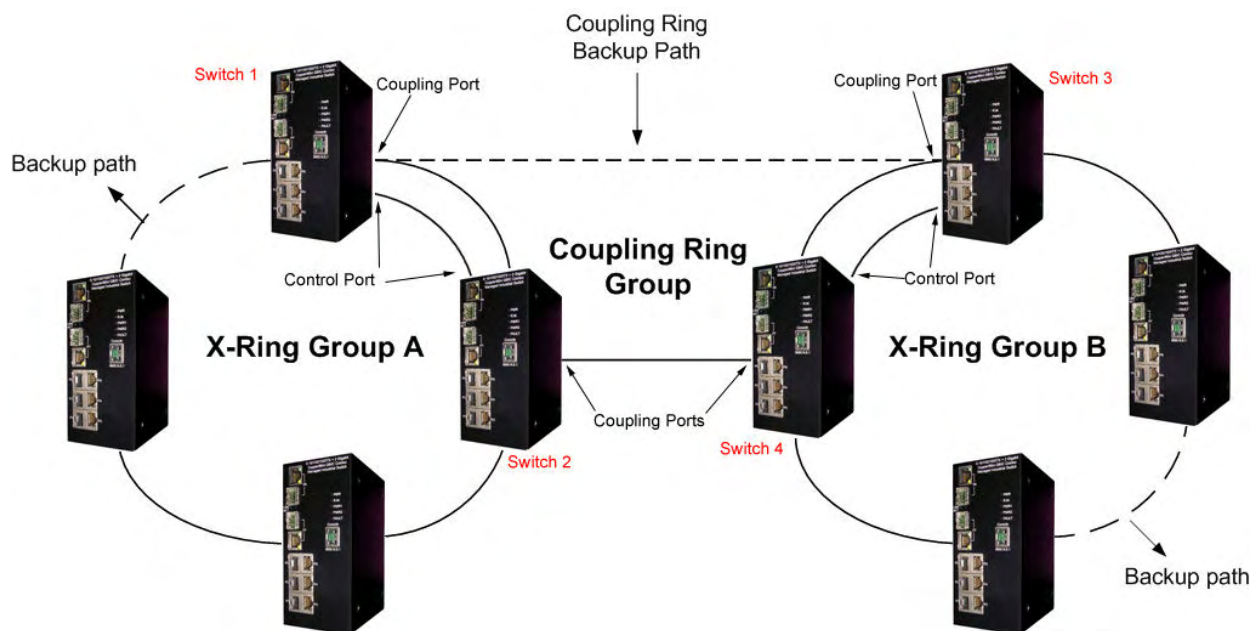 Coupling Ring
Backup Path
Switch 1
Coupling Port
Coupling Port
Switch 3
Backup path
Control Port
Coupling Ring
Group
Control Port
X-Ring Group A
X-Ring Group B
Coupling Ports
Switch 2
Switch 4
Backup path